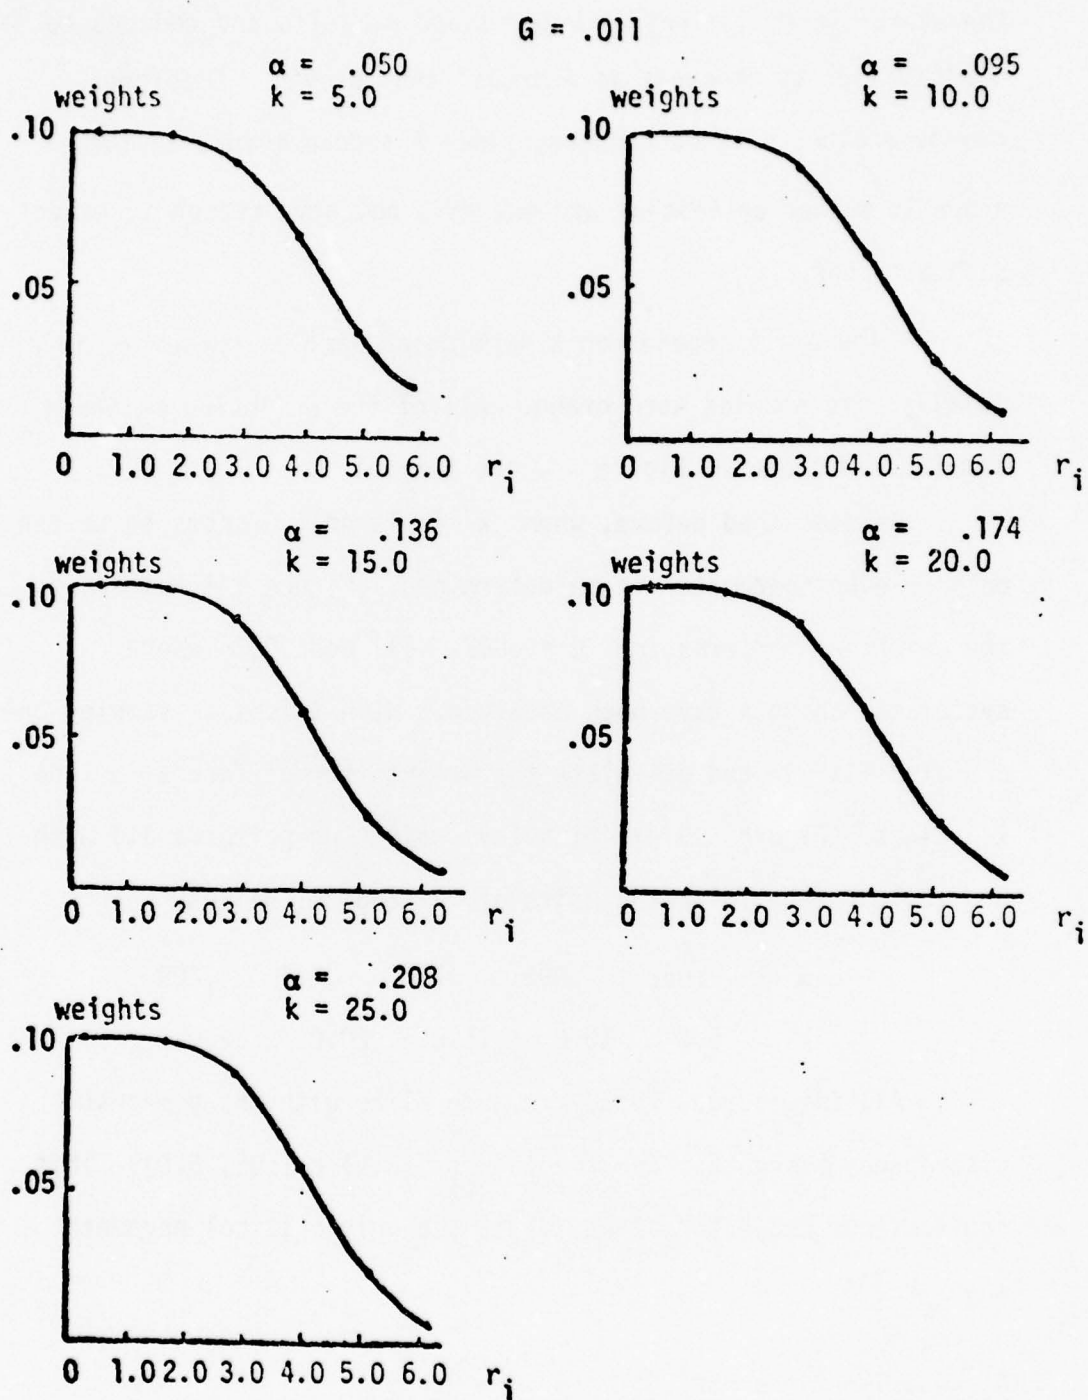 G = .011
α = .050
weights k = 5.0
.10
.05
0 1.0 2.0 3.0 4.0 5.0 6.0 r_i
α = .095
weights k = 10.0
.10
.05
0 1.0 2.0 3.0 4.0 5.0 6.0 r_i
α = .136
weights k = 15.0
.10
.05
0 1.0 2.0 3.0 4.0 5.0 6.0 r_i
α = .174
weights k = 20.0
.10
.05
0 1.0 2.0 3.0 4.0 5.0 6.0 r_i
α = .208
weights k = 25.0
.10
.05
0 1.0 2.0 3.0 4.0 5.0 6.0 r_i